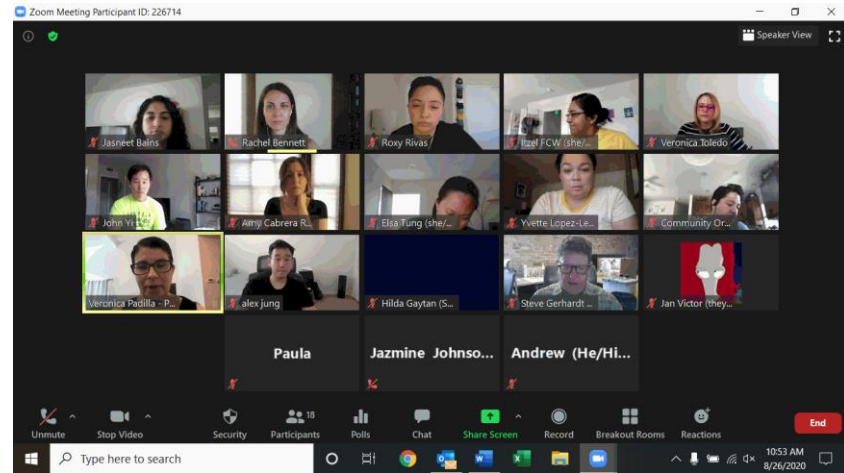 Zoom Meeting Participant ID: 226714
Speaker View
Jasneet Bains
Rachel Bennett
Roxy Rivas
Itzel FCW (she/...
Veronica Toledo
John Yi
Amy Cabrera R...
Elsa Tung (she/...
Yvette Lopez-Le...
Community Or...
Veronica Padilla - P...
alex jung
Hilda Gaytan (S...
Steve Gerhardt ...
Jan Victor (they...
Paula
Jazmine Johnso...
Andrew (He/Hi...
Unmute
Stop Video
Security
Participants
18
Polls
Chat
Share Screen
Record
Breakout Rooms
Reactions
End
Type here to search
10:53 AM
8/26/2020